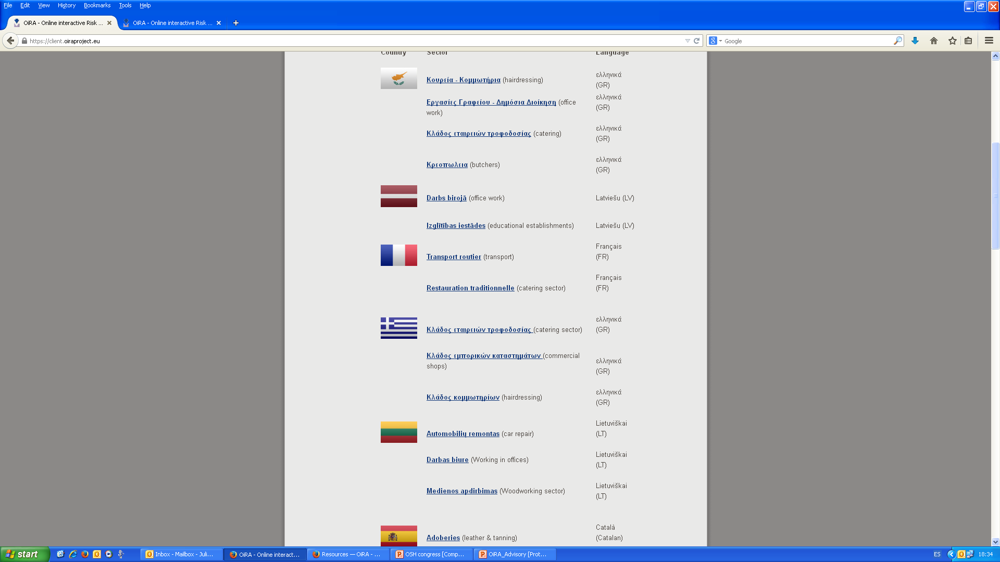 File Edit View History Bookmarks Tools Help
OiRA - Online interactive Risk ... OiRA - Online interactive Risk ...
https://client.oiraproject.eu Google
Country Sector Language
Κουρεία - Κομμωτήρια (hairdressing)
ελληνικά
(GR)
Εργασίες Γραφείου - Δημόσια Διοίκηση (office
work)
ελληνικά
(GR)
Κλάδος εταιρειών τροφοδοσίας (catering)
ελληνικά
(GR)
Κρεοπωλεια (butchers)
ελληνικά
(GR)
Darbs birojā (office work) Latviešu (LV)
Izglītības iestādes (educational establishments) Latviešu (LV)
Transport routier (transport)
Français
(FR)
Restauration traditionnelle (catering sector)
Français
(FR)
Κλάδος εταιρειών τροφοδοσίας (catering sector)
ελληνικά
(GR)
Κλάδος εμπορικών καταστημάτων (commercial
shops)
ελληνικά
(GR)
Κλάδος κομμωτηρίων (hairdressing)
ελληνικά
(GR)
Automobilių remontas (car repair)
Lietuviškai
(LT)
Darbas biure (Working in offices)
Lietuviškai
(LT)
Medienos apdirbimas (Woodworking sector)
Lietuviškai
(LT)
Adoberies (leather & tanning)
Català
(Catalan)
start Inbox - Mailbox - Juli... OiRA - Online interact... Resources — OiRA - ... OSH congress [Comp... OiRA_Advisory [Prot... ES 18:34